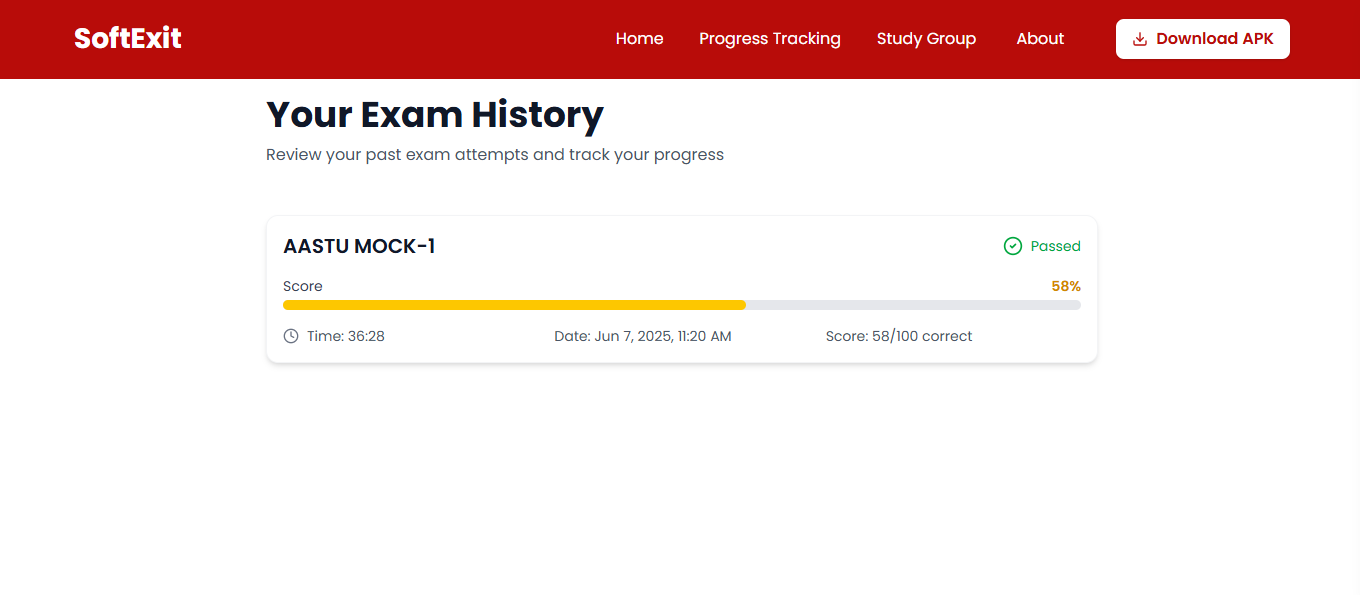 SoftExit
Home Progress Tracking Study Group About Download APK
Your Exam History
Review your past exam attempts and track your progress
AASTU MOCK-1 Passed
Score 58%
Time: 36:28 Date: Jun 7, 2025, 11:20 AM Score: 58/100 correct